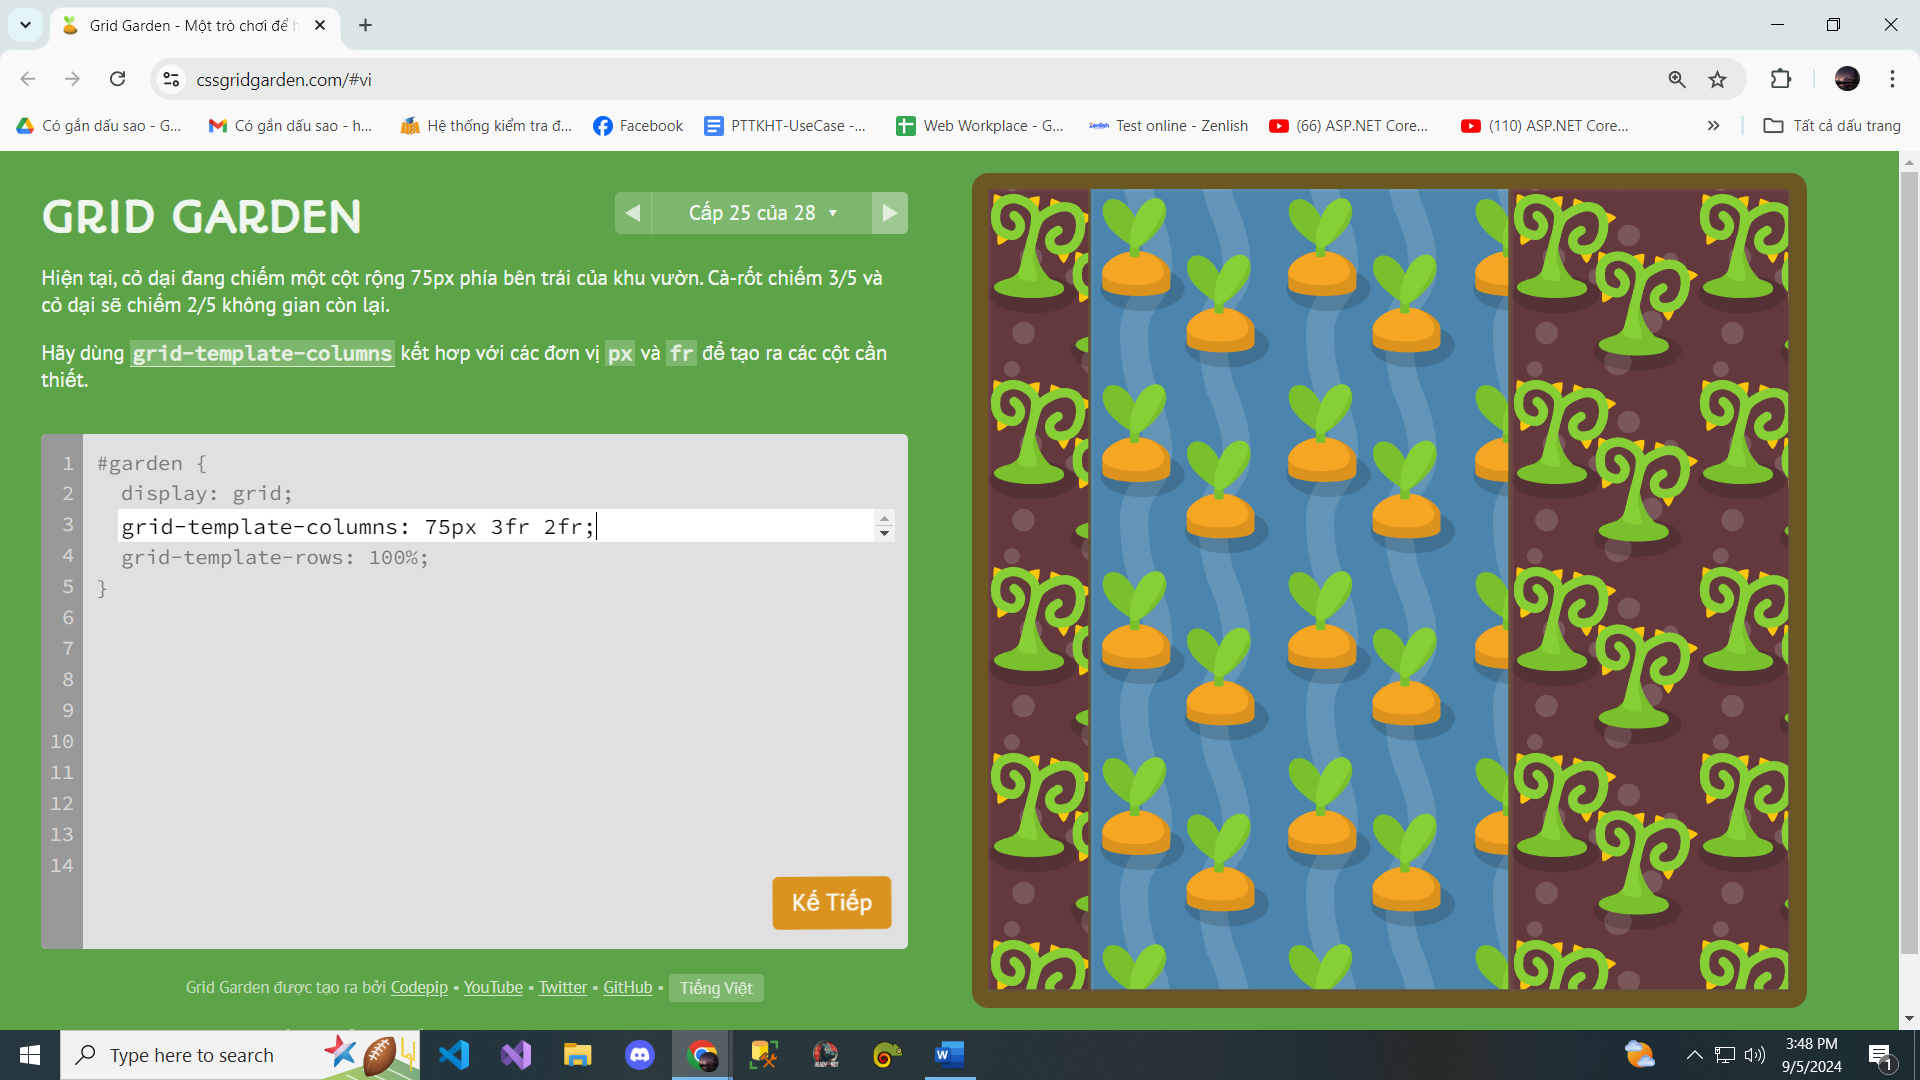 Grid Garden - Một trò chơi để h
cssgridgarden.com/#vi
Có gắn dấu sao - G...
Có gắn dấu sao - h...
Hệ thống kiểm tra đ...
Facebook
PTTKHT-UseCase -...
Web Workplace - G...
Zenlish
Test online - Zenlish
(66) ASP.NET Core...
(110) ASP.NET Core...
Tất cả dấu trang
GRID GARDEN
Cấp 25 của 28
Hiện tại, cỏ dại đang chiếm một cột rộng 75px phía bên trái của khu vườn. Cà-rốt chiếm 3/5 và
cỏ dại sẽ chiếm 2/5 không gian còn lại.
Hãy dùng grid-template-columns kết hơp với các đơn vị px và fr để tạo ra các cột cần
thiết.
1 #garden {
2 display: grid;
3 grid-template-columns: 75px 3fr 2fr;
4 grid-template-rows: 100%;
5 }
6
7
8
9
10
11
12
13
14
Kế Tiếp
Grid Garden được tạo ra bởi Codepip • YouTube • Twitter • GitHub • Tiếng Việt
Type here to search
READY NOT
W
3:48 PM
9/5/2024
1